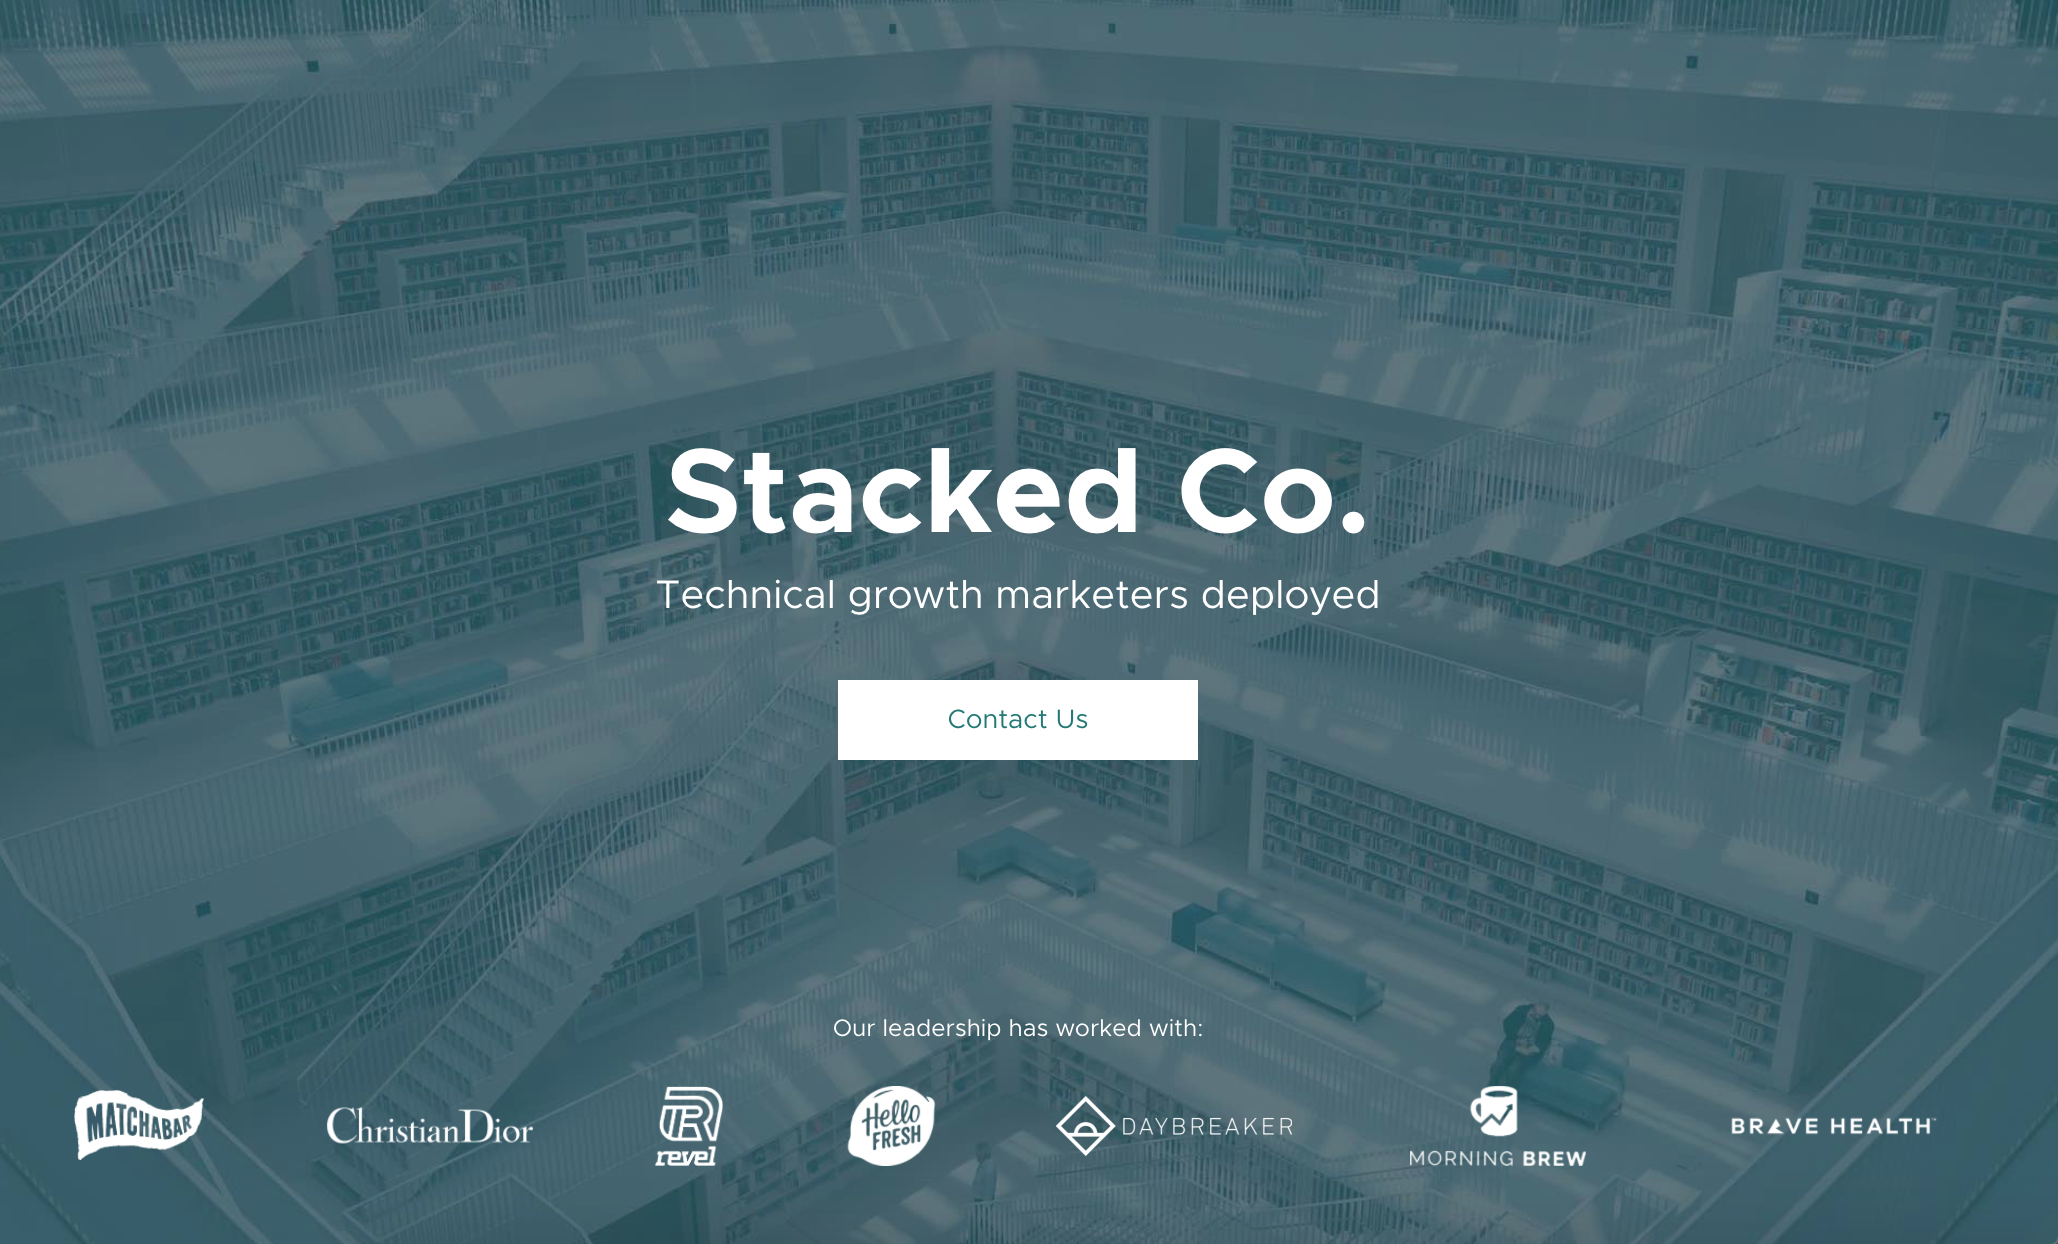 Stacked Co.
Technical growth marketers deployed
Contact Us
Our leadership has worked with:
MATCHABAR
ChristianDior
R
revel
Hello
FRESH
DAYBREAKER
MORNING BREW
BRAVE HEALTH